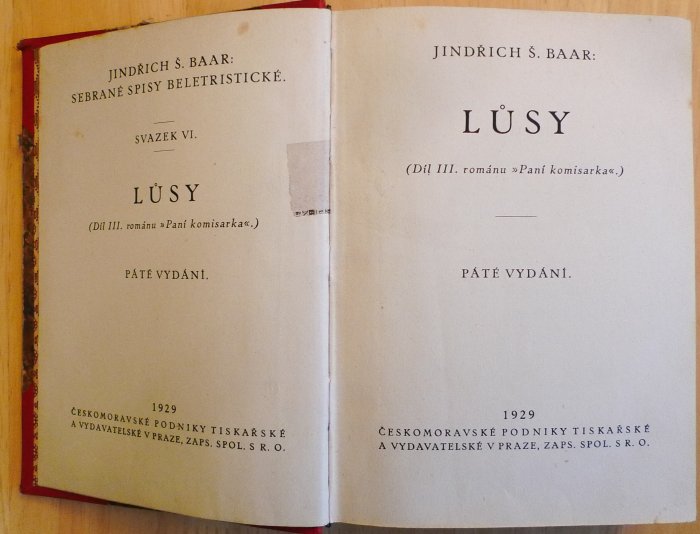 JINDŘICH Š. BAAR:
SEBRANÉ SPISY BELETRISTICKÉ.
SVAZEK VI.
LŮSY
(Díl III. románu »Paní komisarka«.)
PÁTÉ VYDÁNÍ.
1929
ČESKOMORAVSKÉ PODNIKY TISKAŘSKÉ
A VYDAVATELSKÉ V PRAZE, ZAPS. SPOL. S R. O.
JINDŘICH Š. BAAR:
LŮSY
(Díl III. románu »Paní komisarka«.)
PÁTÉ VYDÁNÍ.
1929
ČESKOMORAVSKÉ PODNIKY TISKAŘSKÉ
A VYDAVATELSKÉ V PRAZE, ZAPS. SPOL. S R. O.